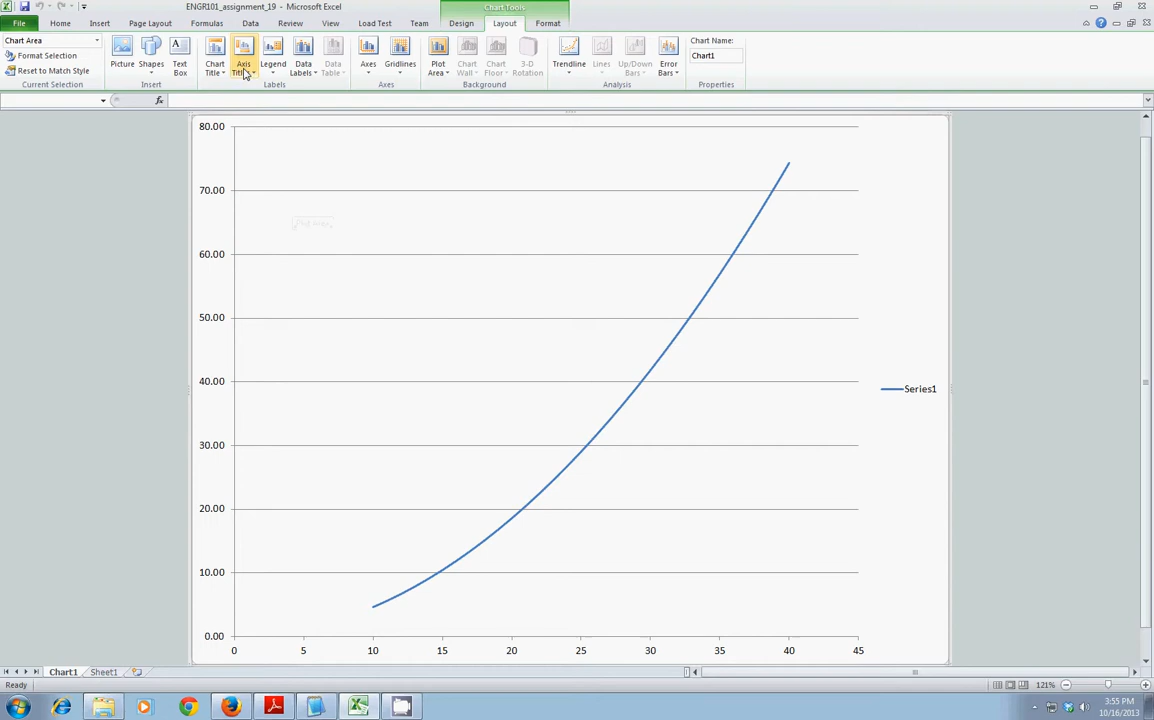 ENGR101_assignment_19 - Microsoft Excel
Chart Tools
File Home Insert Page Layout Formulas Data Review View Load Test Team Design Layout Format
Chart Area
Format Selection
Reset to Match Style
Current Selection
Picture Shapes Text Box
Insert
Chart Title Axis Titles Legend Data Labels Data Table
Labels
Axes Gridlines
Axes
Plot Area Chart Wall Chart Floor 3-D Rotation
Background
Trendline Lines Up/Down Bars Error Bars
Analysis
Chart Name:
Chart1
Properties
fx
80.00
70.00
60.00
50.00
40.00
30.00
20.00
10.00
0.00
0 5 10 15 20 25 30 35 40 45
Series1
Chart1 Sheet1
Ready
121%
3:55 PM
10/16/2013